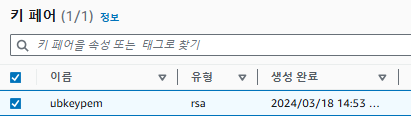 키 페어 (1/1) 정보
키 페어을 속성 또는 태그로 찾기
이름 유형 생성 완료
ubkeypem rsa 2024/03/18 14:53 ...